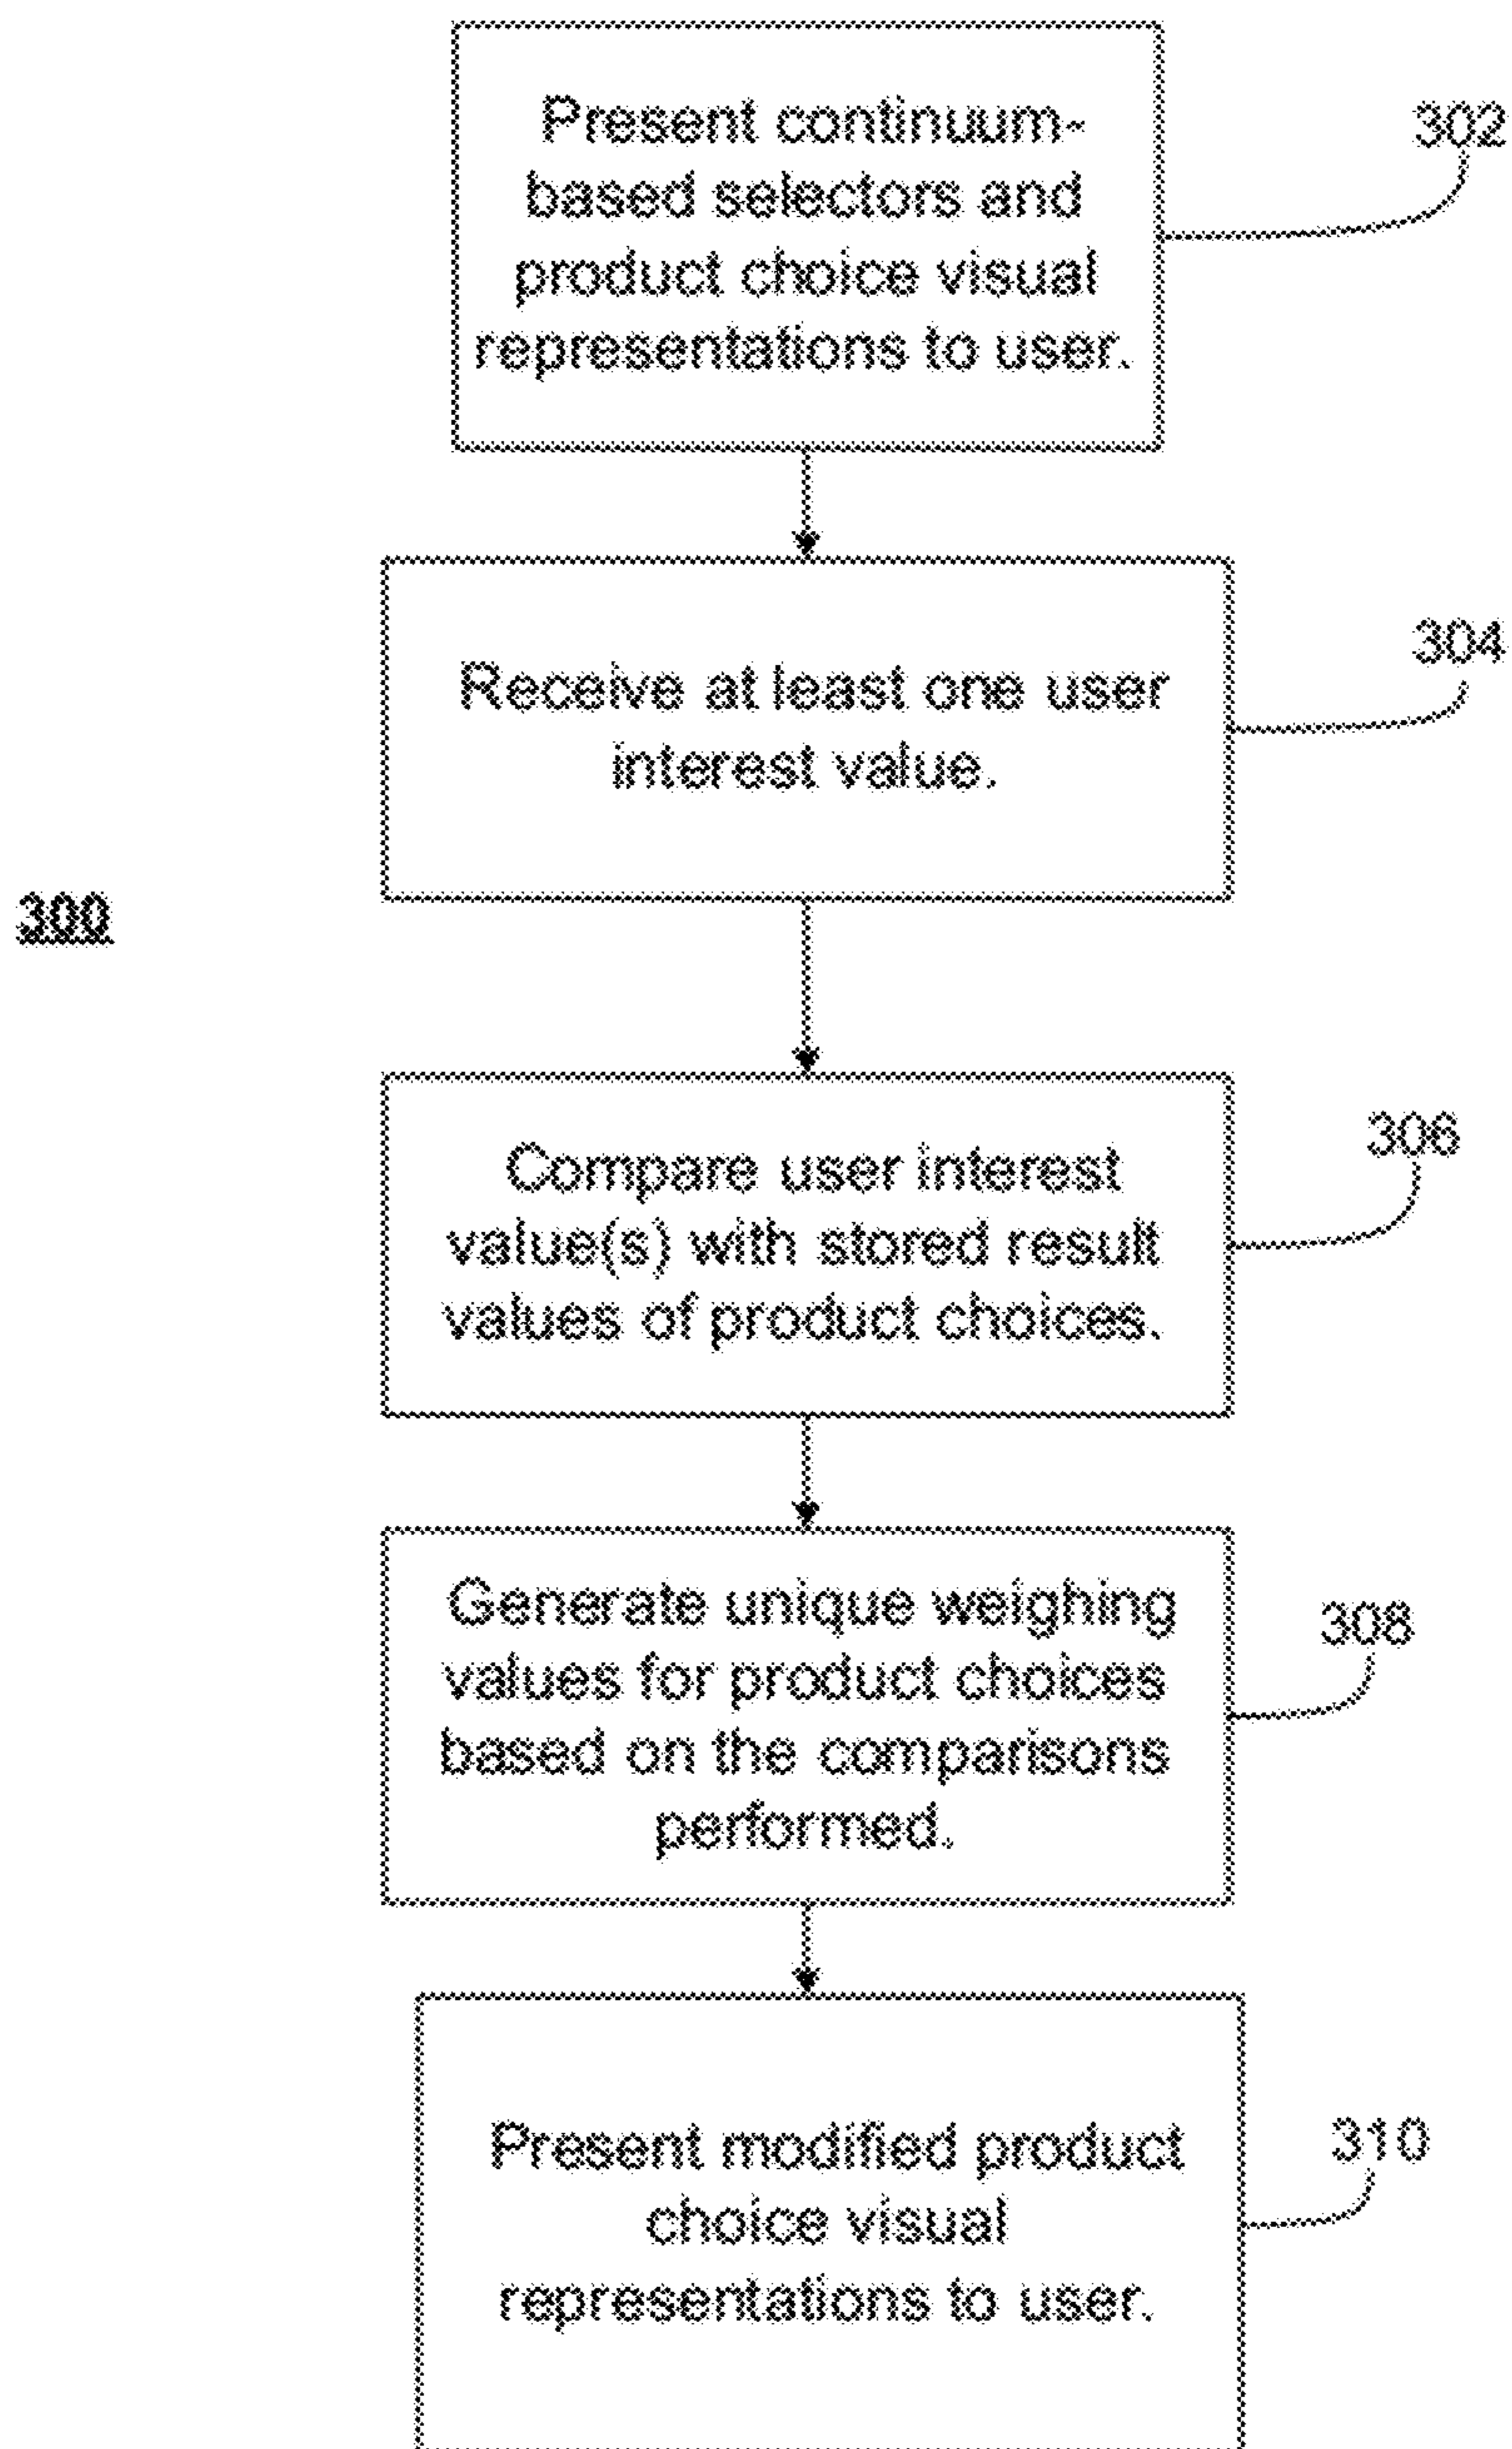 Present continuum-
based selectors and
product choice visual
representations to user.
302
Receive at least one user
interest value.
304
300
Compare user interest
value(s) with stored result
values of product choices.
306
Generate unique weighing
values for product choices
based on the comparisons
performed.
308
Present modified product
choice visual
representations to user.
310